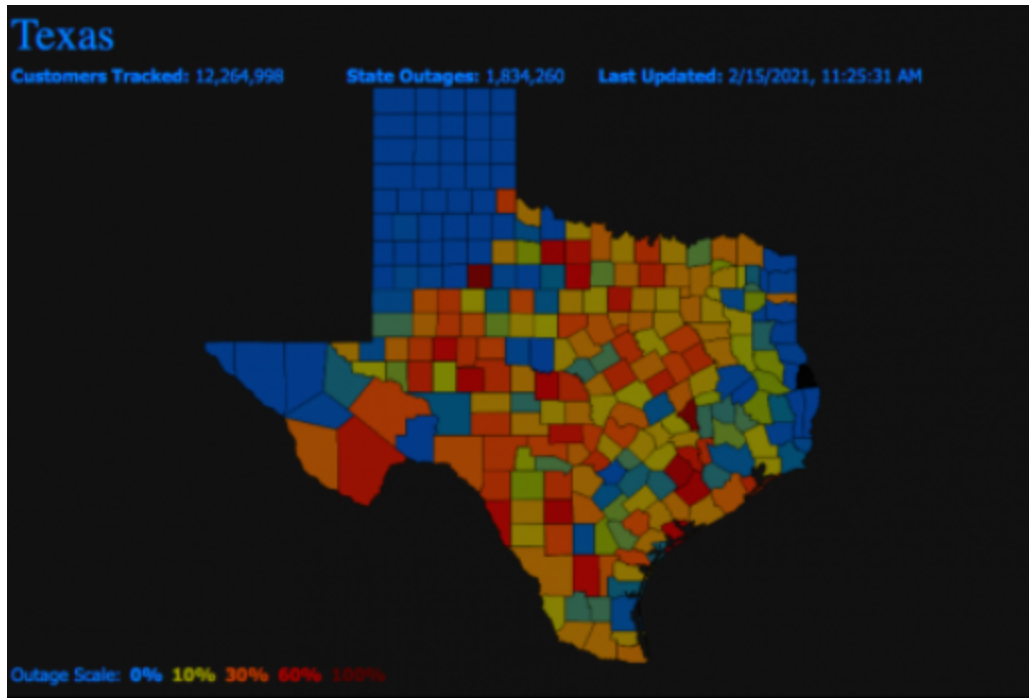 Texas
Customers Tracked: 12,264,998 State Outages: 1,834,260 Last Updated: 2/15/2021, 11:25:31 AM
Outage Scale: 0% 10% 30% 60% 100%